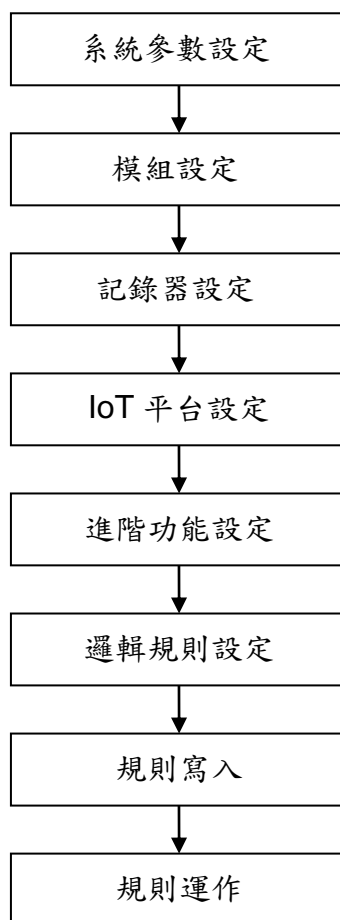 系統參數設定
模組設定
記錄器設定
IoT 平台設定
進階功能設定
邏輯規則設定
規則寫入
規則運作